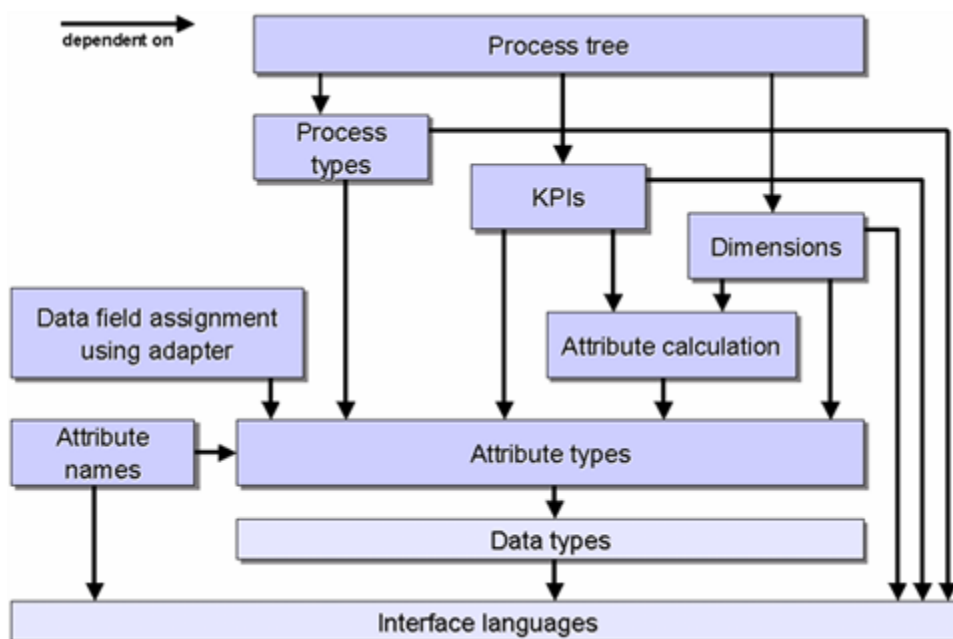 dependent on
Process tree
Process
types
KPIs
Dimensions
Data field assignment
using adapter
Attribute calculation
Attribute
names
Attribute types
Data types
Interface languages